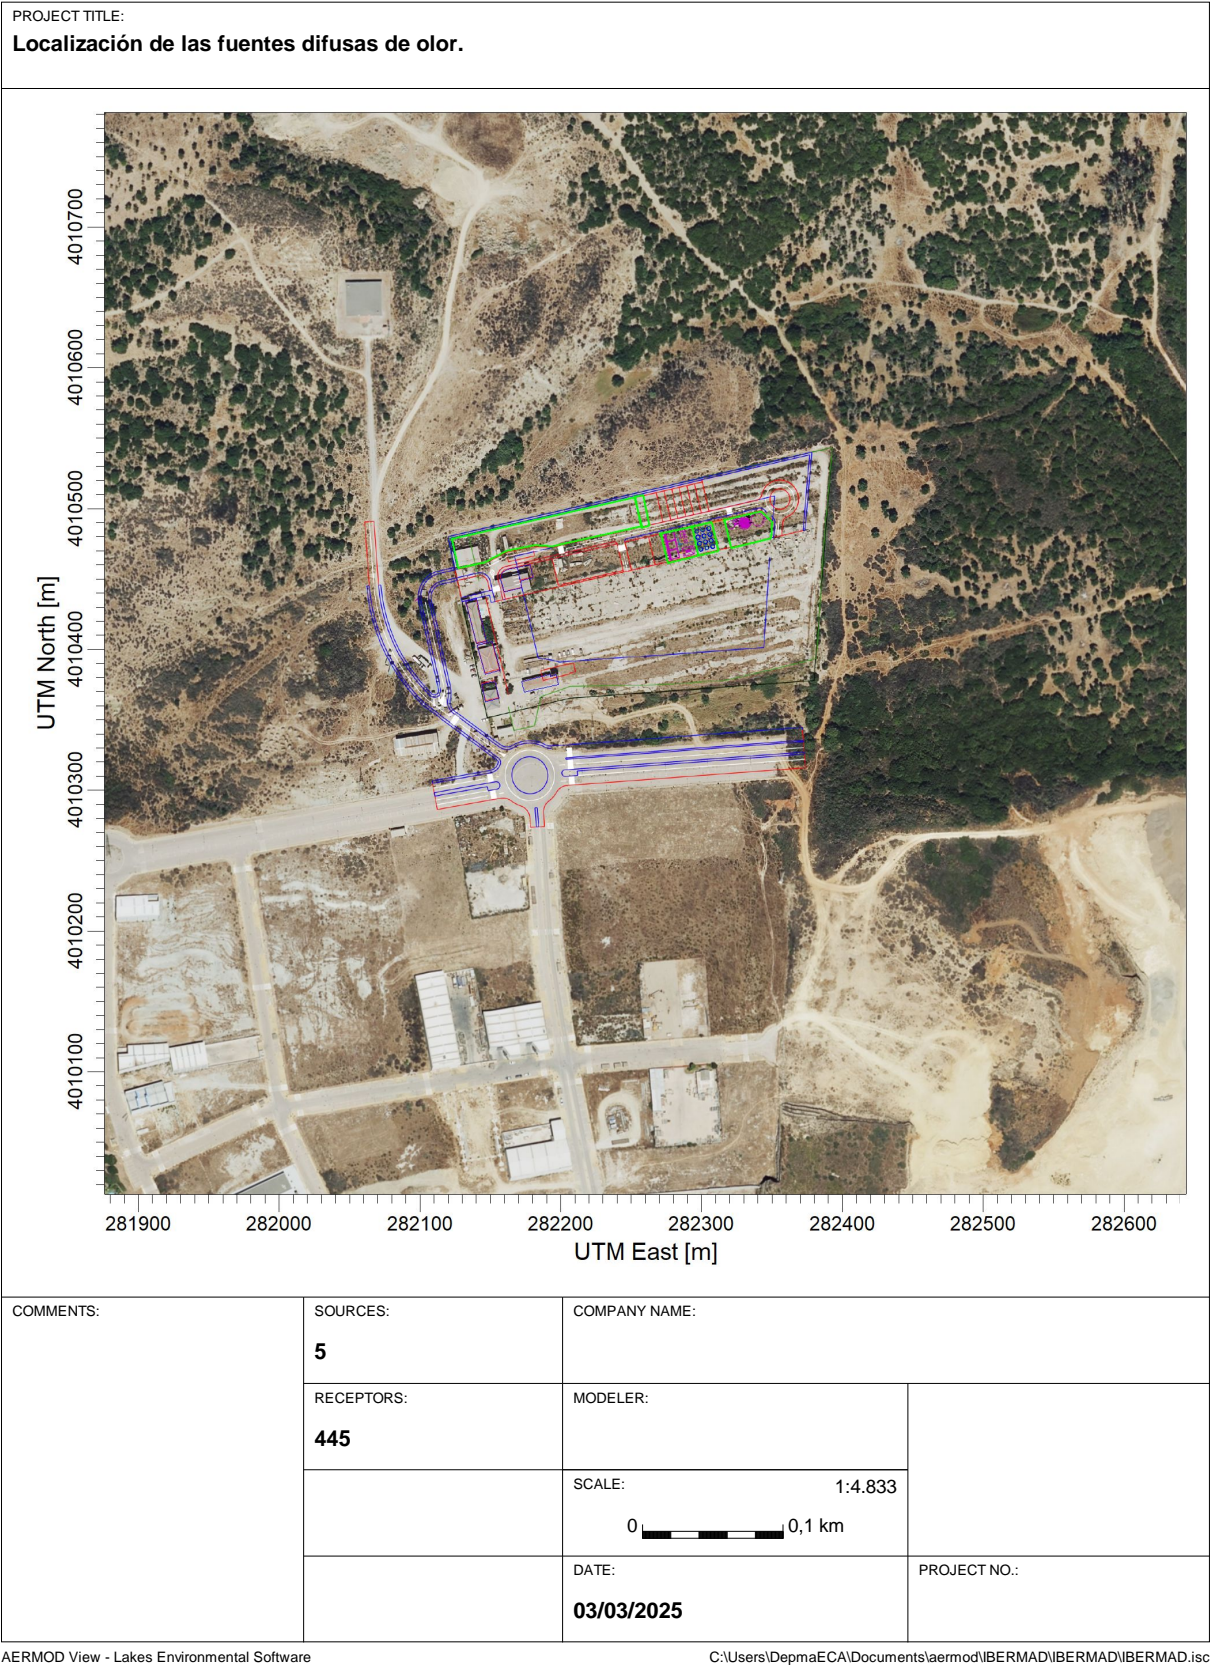 PROJECT TITLE:
Localización de las fuentes difusas de olor.
UTM North [m]
4010700
4010600
4010500
4010400
4010300
4010200
4010100
281900 282000 282100 282200 282300 282400 282500 282600
UTM East [m]
COMMENTS:
SOURCES:
5
COMPANY NAME:
RECEPTORS:
445
MODELER:
SCALE: 1:4.833
0 0,1 km
DATE:
03/03/2025
PROJECT NO.:
AERMOD View - Lakes Environmental Software
C:\Users\DepmaECA\Documents\aermod\IBERMAD\IBERMAD\IBERMAD.isc